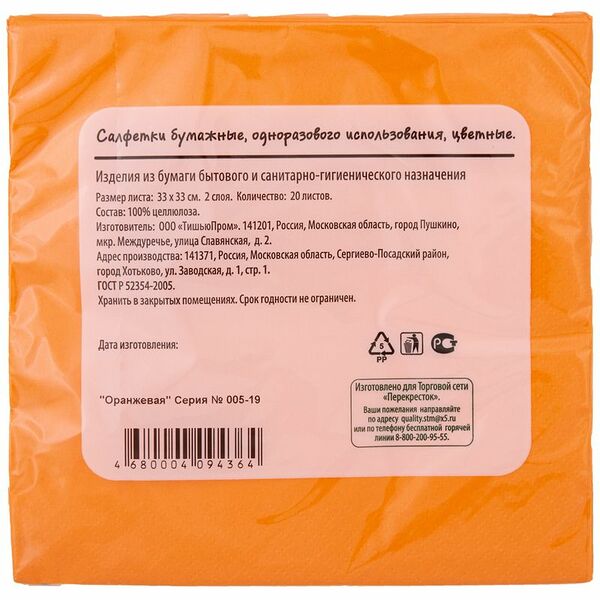 Салфетки бумажные, одноразового использования, цветные.
Изделия из бумаги бытового и санитарно-гигиенического назначения
Размер листа: 33 х 33 см. 2 слоя. Количество: 20 листов.
Состав: 100% целлюлоза.
Изготовитель: ООО «ТишьюПром». 141201, Россия, Московская область, город Пушкино,
мкр. Междуречье, улица Славянская, д. 2.
Адрес производства: 141371, Россия, Московская область, Сергиево-Посадский район,
город Хотьково, ул. Заводская, д. 1, стр. 1.
ГОСТ Р 52354-2005.
Хранить в закрытых помещениях. Срок годности не ограничен.
Дата изготовления:
5
PP
РСТ
"Оранжевая" Серия № 005-19
Изготовлено для Торговой сети
«Перекресток».
Ваши пожелания направляйте
по адресу quality.stm@x5.ru
или по телефону бесплатной горячей
линии 8-800-200-95-55.
4 680004 094364